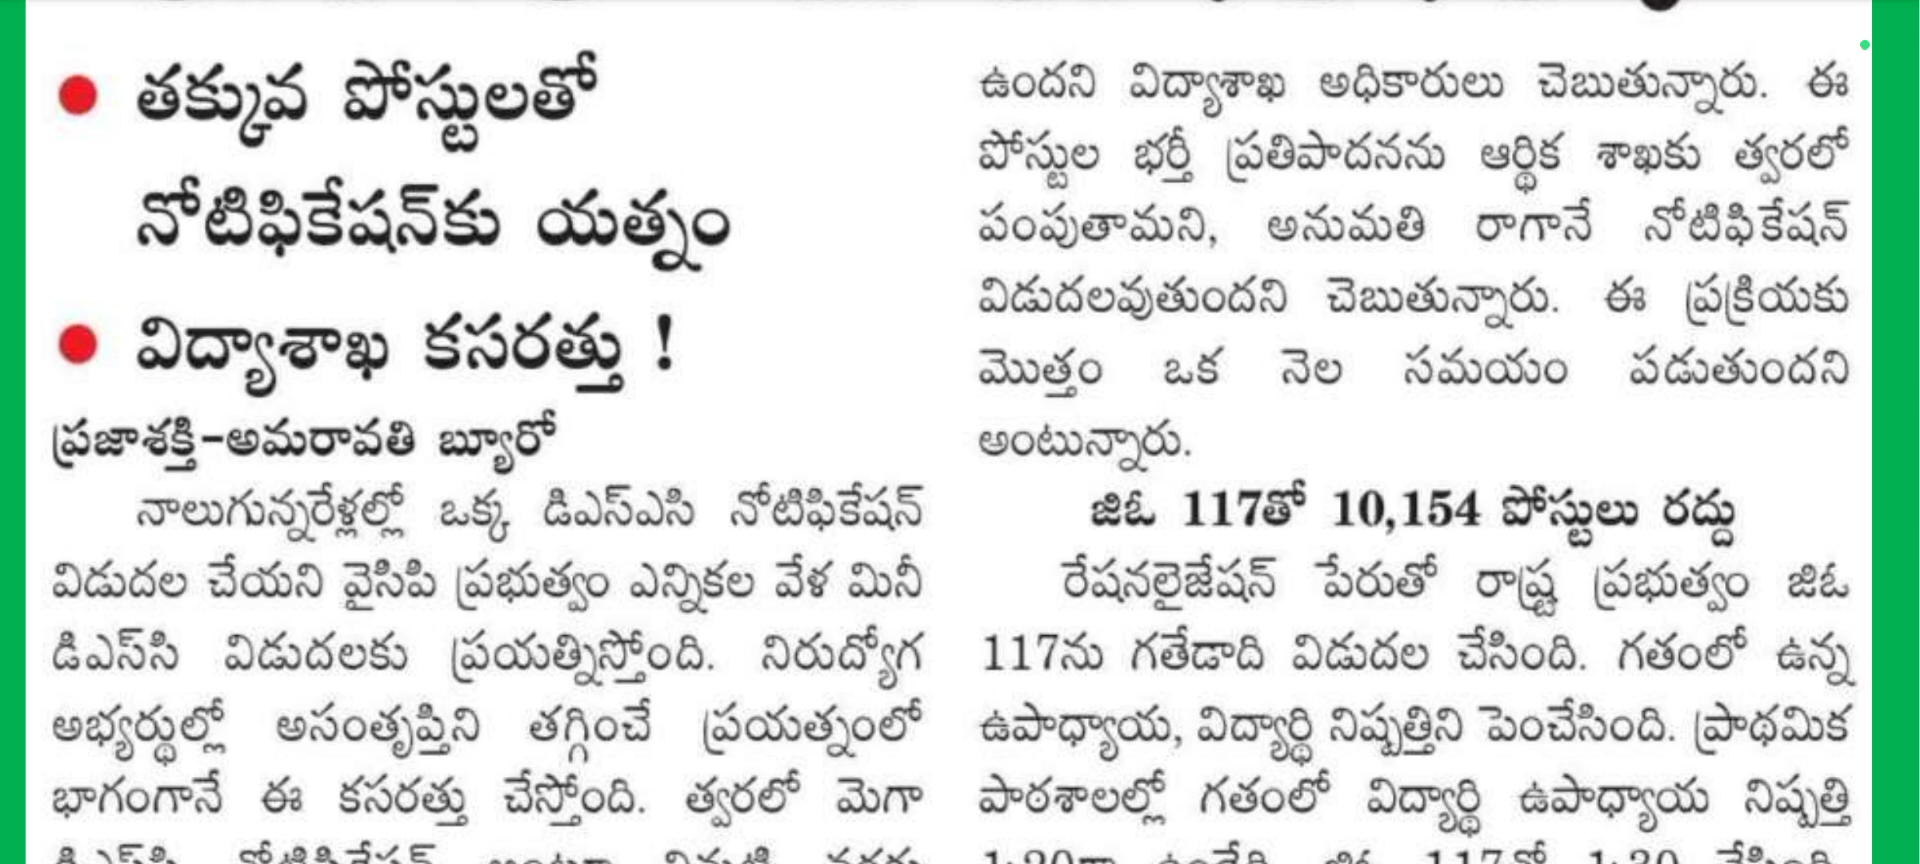 తక్కువ పోస్టులతో
నోటిఫికేషన్‌కు యత్నం
విద్యాశాఖ కసరత్తు !
ప్రజాశక్తి-అమరావతి బ్యూరో
నాలుగున్నరేళ్లల్లో ఒక్క డిఎస్ఎసి నోటిఫికేషన్
విడుదల చేయని వైసిపి ప్రభుత్వం ఎన్నికల వేళ మినీ
డిఎస్‌సి విడుదలకు ప్రయత్నిస్తోంది. నిరుద్యోగ
అభ్యర్థుల్లో అసంతృప్తిని తగ్గించే ప్రయత్నంలో
భాగంగానే ఈ కసరత్తు చేస్తోంది. త్వరలో మెగా
ఉందని విద్యాశాఖ అధికారులు చెబుతున్నారు. ఈ
పోస్టుల భర్తీ ప్రతిపాదనను ఆర్థిక శాఖకు త్వరలో
పంపుతామని, అనుమతి రాగానే నోటిఫికేషన్
విడుదలవుతుందని చెబుతున్నారు. ఈ ప్రక్రియకు
మొత్తం ఒక నెల సమయం పడుతుందని
అంటున్నారు.
జిఓ 117తో 10,154 పోస్టులు రద్దు
రేషనలైజేషన్ పేరుతో రాష్ట్ర ప్రభుత్వం జిఓ
117ను గతేడాది విడుదల చేసింది. గతంలో ఉన్న
ఉపాధ్యాయ, విద్యార్థి నిష్పత్తిని పెంచేసింది. ప్రాథమిక
పాఠశాలల్లో గతంలో విద్యార్థి ఉపాధ్యాయ నిష్పత్తి